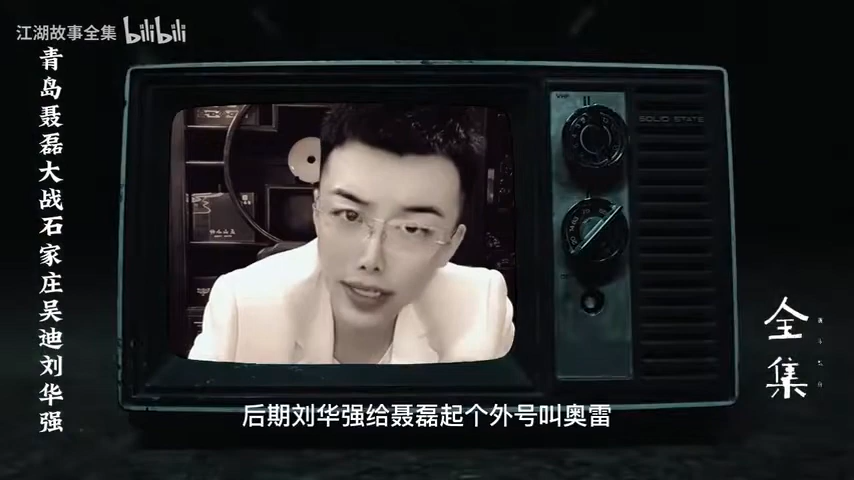 江湖故事全集 bilibili
青岛聂磊大战石家庄吴迪刘华强
VHF
SOLID STATE
全集
后期刘华强给聂磊起个外号叫奥雷